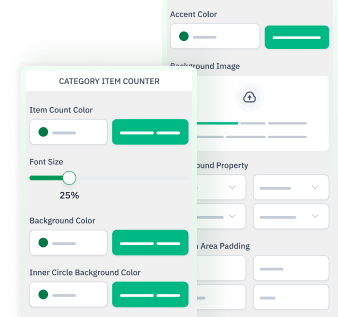 Accent Color
Background Image
CATEGORY ITEM COUNTER
Item Count Color
Font Size
25%
Background Color
Inner Circle Background Color
Property
Area Padding